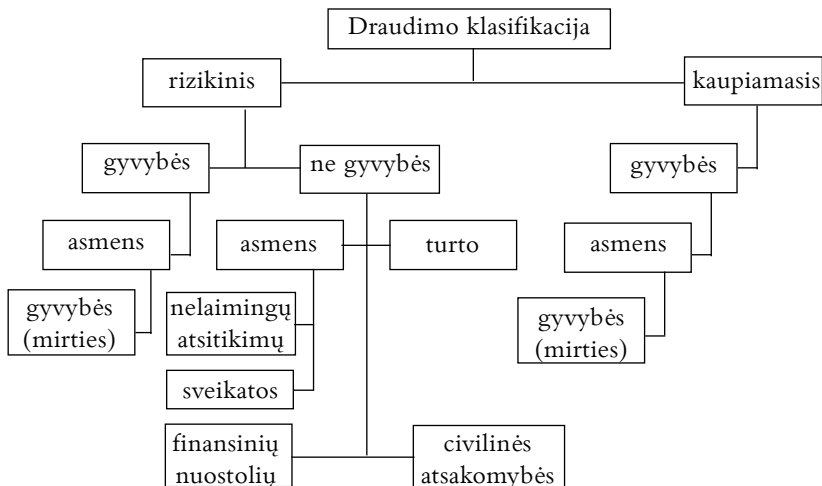 Draudimo klasifikacija
rizikinis
kaupiamasis
gyvybės
ne gyvybės
gyvybės
asmens
asmens
turto
asmens
gyvybės
(mirties)
nelaimingų
atsitikimų
gyvybės
(mirties)
sveikatos
finansinių
nuostolių
civilinės
atsakomybės